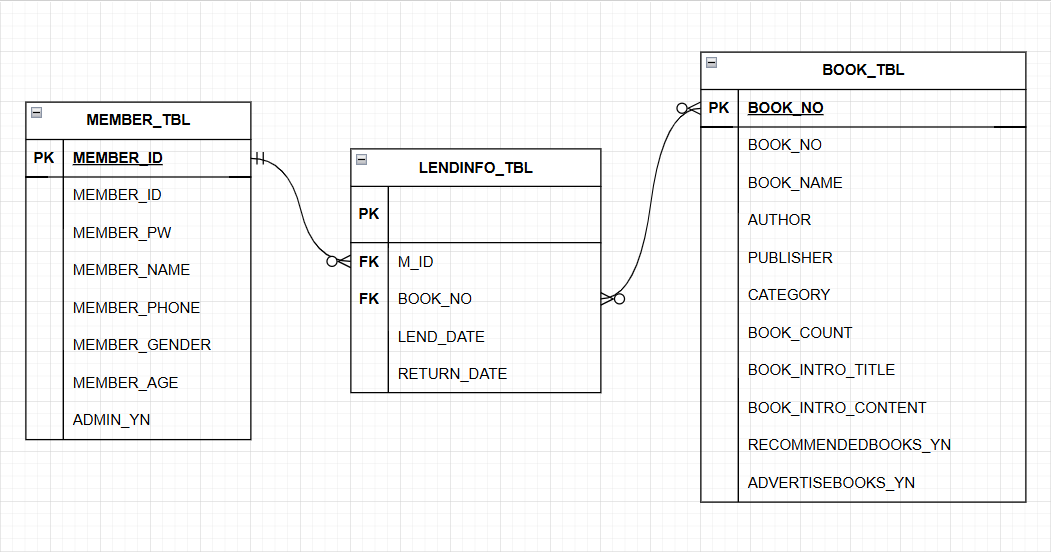 MEMBER_TBL
PK MEMBER_ID
MEMBER_ID
MEMBER_PW
MEMBER_NAME
MEMBER_PHONE
MEMBER_GENDER
MEMBER_AGE
ADMIN_YN
LENDINFO_TBL
PK
FK M_ID
FK BOOK_NO
LEND_DATE
RETURN_DATE
BOOK_TBL
PK BOOK_NO
BOOK_NO
BOOK_NAME
AUTHOR
PUBLISHER
CATEGORY
BOOK_COUNT
BOOK_INTRO_TITLE
BOOK_INTRO_CONTENT
RECOMMENDEDBOOKS_YN
ADVERTISEBOOKS_YN